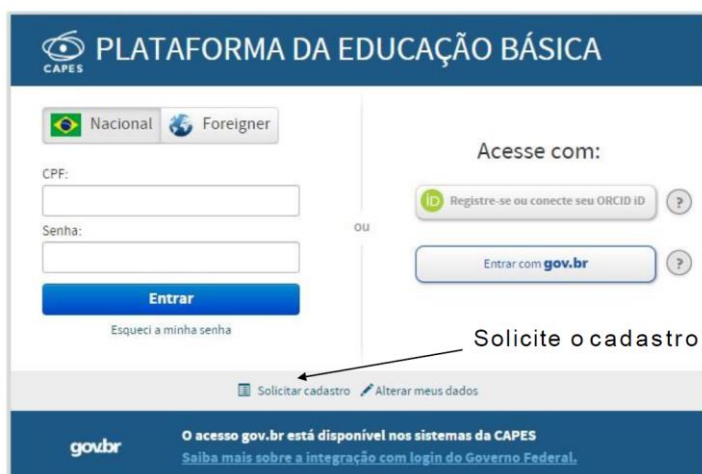 CAPES
PLATAFORMA DA EDUCAÇÃO BÁSICA
Nacional
Foreigner
CPF:
Senha:
Entrar
Esqueci a minha senha
ou
Acesse com:
iD Registre-se ou conecte seu ORCID iD ?
Entrar com gov.br ?
Solicite o cadastro
Solicitar cadastro Alterar meus dados
gov.br
O acesso gov.br está disponível nos sistemas da CAPES
Saiba mais sobre a integração com login do Governo Federal.